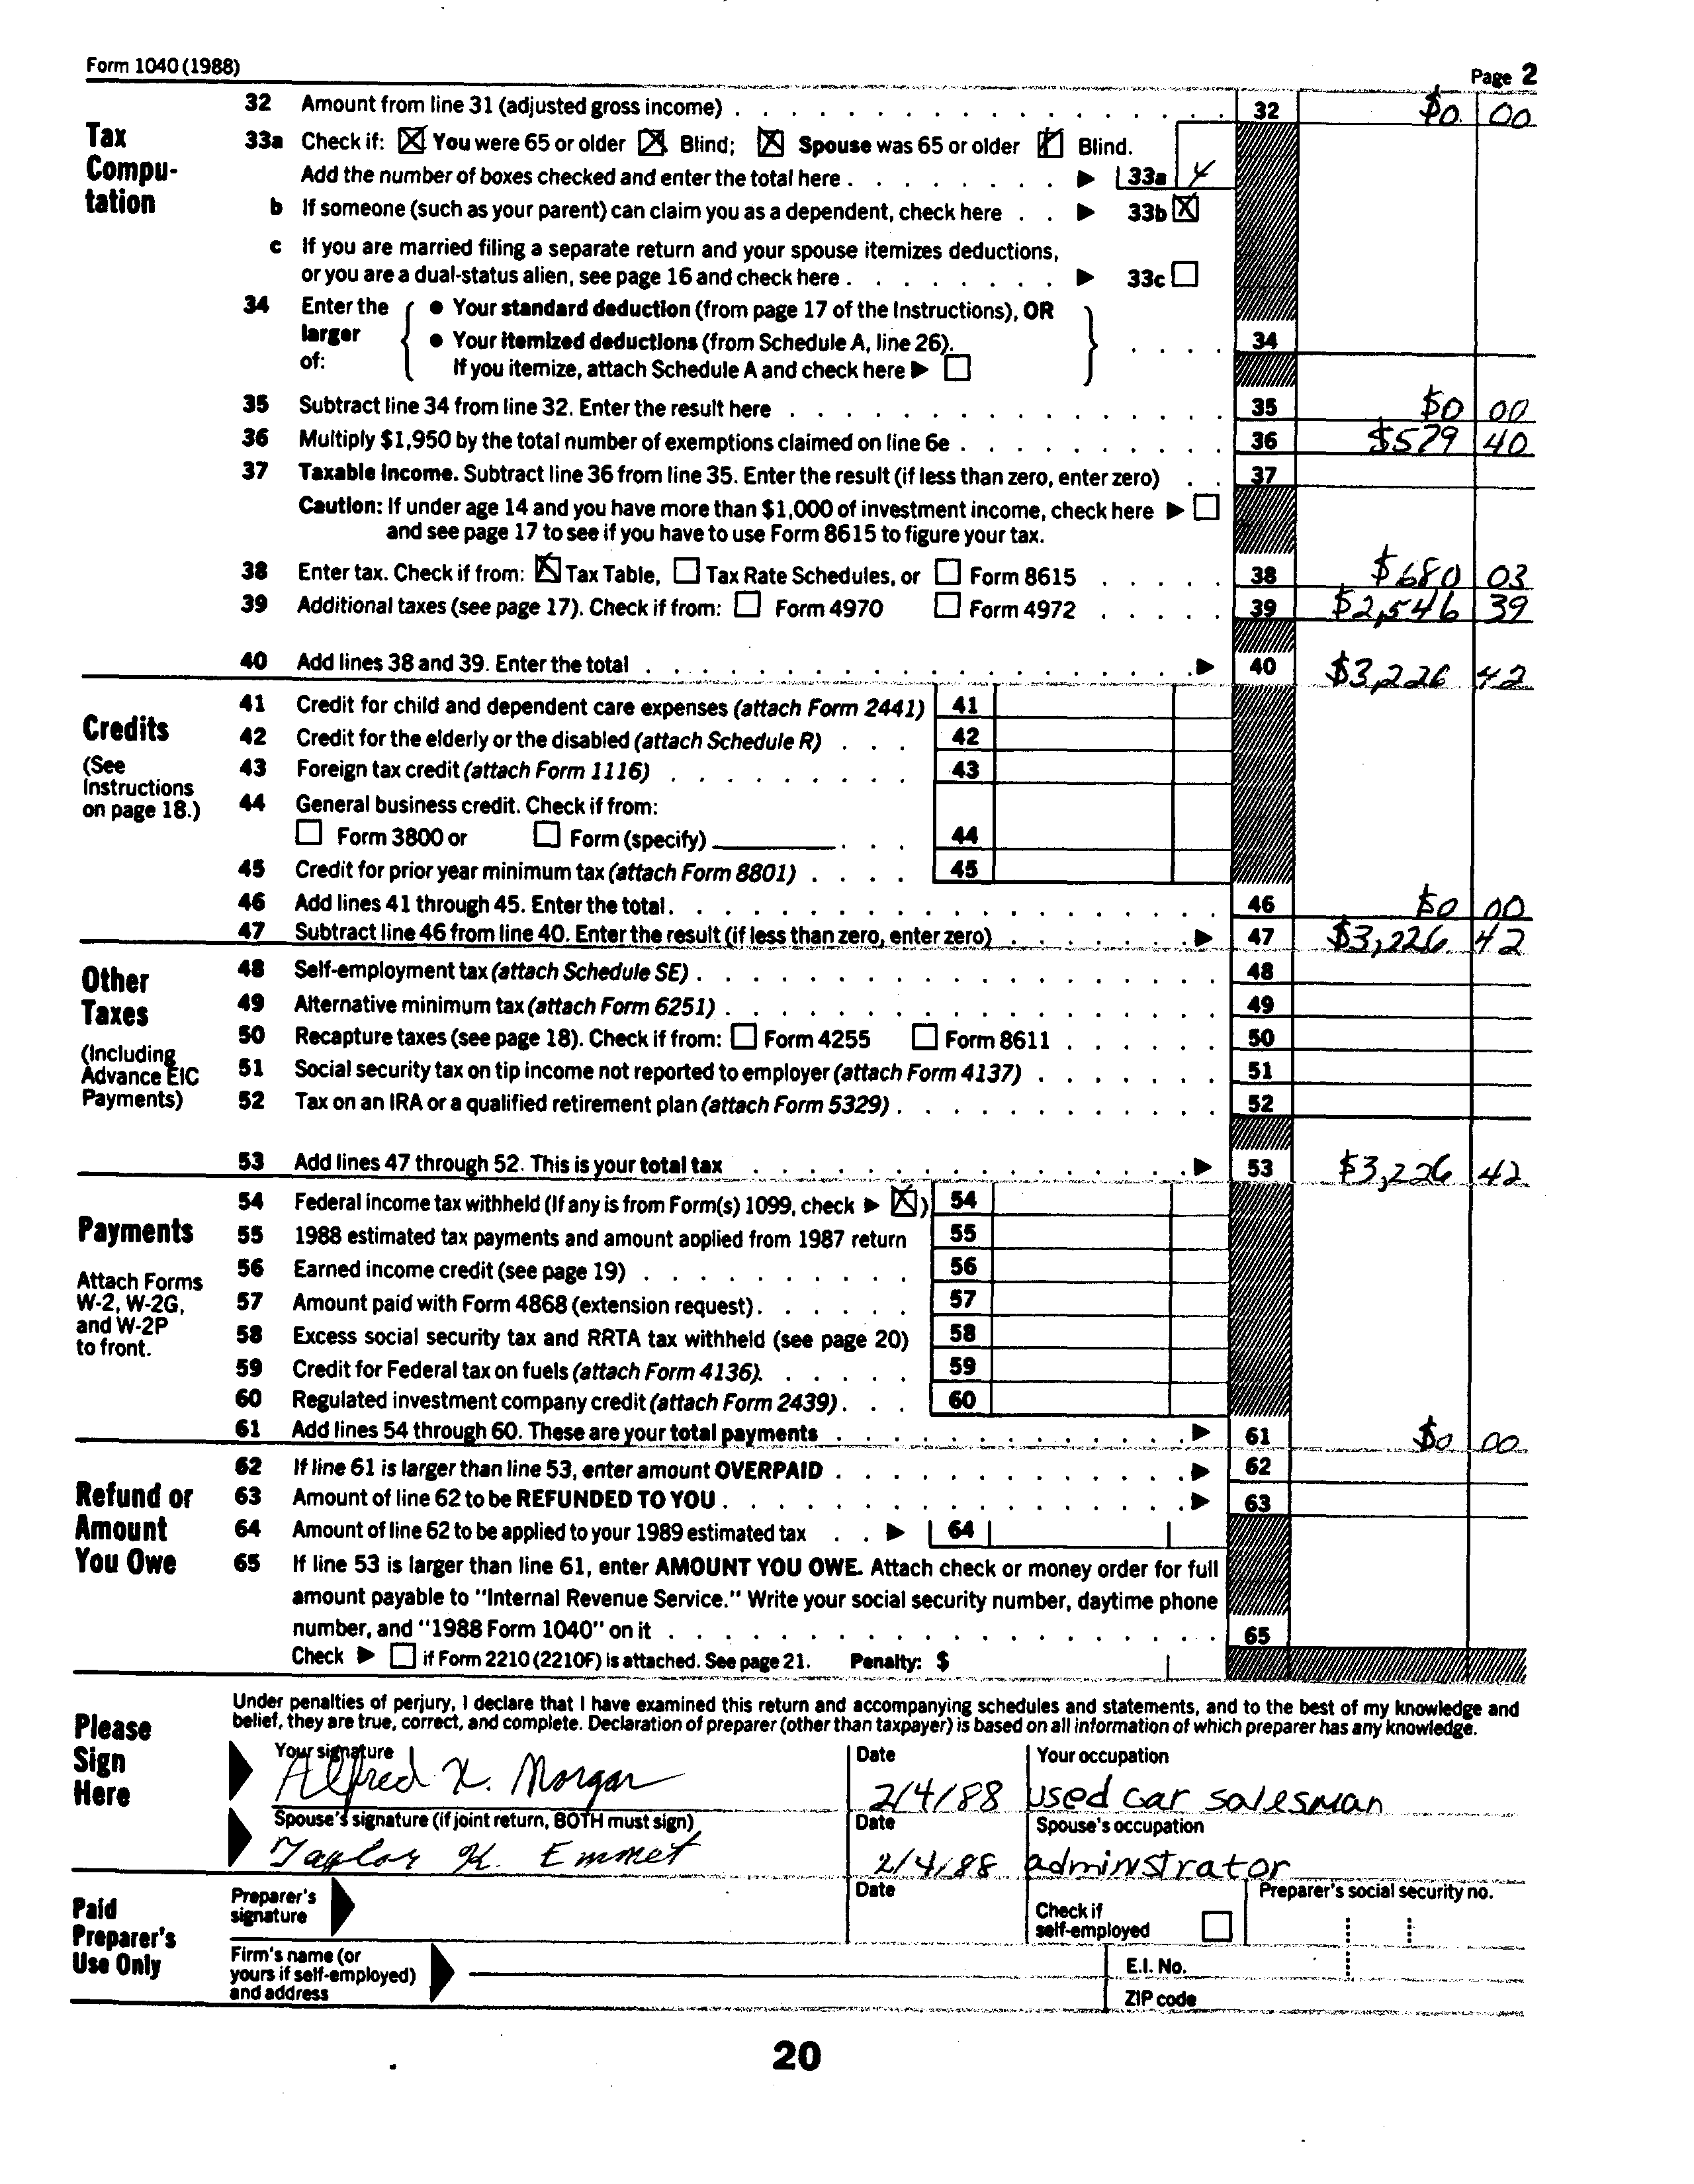 Form 1040 (1988)
Page 2
Tax Computation
32 Amount from line 31 (adjusted gross income) . . . 32 $0 00
33a Check if: ☒ You were 65 or older ☒ Blind; ☒ Spouse was 65 or older ☒ Blind.
Add the number of boxes checked and enter the total here . . . ▶ 33a 4
b If someone (such as your parent) can claim you as a dependent, check here . . ▶ 33b ☒
c If you are married filing a separate return and your spouse itemizes deductions,
or you are a dual-status alien, see page 16 and check here . . . ▶ 33c ☐
34 Enter the larger of: { ● Your standard deduction (from page 17 of the Instructions), OR
● Your itemized deductions (from Schedule A, line 26). } . . . . 34
If you itemize, attach Schedule A and check here ▶ ☐
35 Subtract line 34 from line 32. Enter the result here . . . 35 $0 00
36 Multiply $1,950 by the total number of exemptions claimed on line 6e . . . 36 $579 40
37 Taxable income. Subtract line 36 from line 35. Enter the result (if less than zero, enter zero) . . 37
Caution: If under age 14 and you have more than $1,000 of investment income, check here ▶ ☐
and see page 17 to see if you have to use Form 8615 to figure your tax.
38 Enter tax. Check if from: ☒ Tax Table, ☐ Tax Rate Schedules, or ☐ Form 8615 . . . 38 $680 03
39 Additional taxes (see page 17). Check if from: ☐ Form 4970 ☐ Form 4972 . . . 39 $2,546 39
40 Add lines 38 and 39. Enter the total . . . ▶ 40 $3,226 42
Credits
(See Instructions on page 18.)
41 Credit for child and dependent care expenses (attach Form 2441) 41
42 Credit for the elderly or the disabled (attach Schedule R) . . . 42
43 Foreign tax credit (attach Form 1116) . . . 43
44 General business credit. Check if from:
☐ Form 3800 or ☐ Form (specify) ________ . . . 44
45 Credit for prior year minimum tax (attach Form 8801) . . . . 45
46 Add lines 41 through 45. Enter the total . . . 46 $0 00
47 Subtract line 46 from line 40. Enter the result (if less than zero, enter zero) . . . ▶ 47 $3,226 42
Other Taxes
(Including Advance EIC Payments)
48 Self-employment tax (attach Schedule SE) . . . 48
49 Alternative minimum tax (attach Form 6251) . . . 49
50 Recapture taxes (see page 18). Check if from: ☐ Form 4255 ☐ Form 8611 . . . 50
51 Social security tax on tip income not reported to employer (attach Form 4137) . . . 51
52 Tax on an IRA or a qualified retirement plan (attach Form 5329) . . . 52
53 Add lines 47 through 52. This is your total tax . . . ▶ 53 $3,226 42
Payments
Attach Forms W-2, W-2G, and W-2P to front.
54 Federal income tax withheld (If any is from Form(s) 1099, check ▶ ☒) 54
55 1988 estimated tax payments and amount applied from 1987 return 55
56 Earned income credit (see page 19) . . . 56
57 Amount paid with Form 4868 (extension request) . . . 57
58 Excess social security tax and RRTA tax withheld (see page 20) 58
59 Credit for Federal tax on fuels (attach Form 4136) . . . 59
60 Regulated investment company credit (attach Form 2439) . . . 60
61 Add lines 54 through 60. These are your total payments . . . ▶ 61 $0 00
Refund or Amount You Owe
62 If line 61 is larger than line 53, enter amount OVERPAID . . . ▶ 62
63 Amount of line 62 to be REFUNDED TO YOU . . . ▶ 63
64 Amount of line 62 to be applied to your 1989 estimated tax . . ▶ 64
65 If line 53 is larger than line 61, enter AMOUNT YOU OWE. Attach check or money order for full
amount payable to "Internal Revenue Service." Write your social security number, daytime phone
number, and "1988 Form 1040" on it . . . 65
Check ▶ ☐ if Form 2210 (2210F) is attached. See page 21. Penalty: $
Please Sign Here
Under penalties of perjury, I declare that I have examined this return and accompanying schedules and statements, and to the best of my knowledge and
belief, they are true, correct, and complete. Declaration of preparer (other than taxpayer) is based on all information of which preparer has any knowledge.
Your signature Date Your occupation
Alfred X. Morgan 2/4/88 used car salesman
Spouse's signature (if joint return, BOTH must sign) Date Spouse's occupation
Taylor K. Emmet 2/4/88 adminstrator
Paid Preparer's Use Only
Preparer's signature Date Check if self-employed ☐ Preparer's social security no.
Firm's name (or yours if self-employed) and address
E.I. No.
ZIP code
20